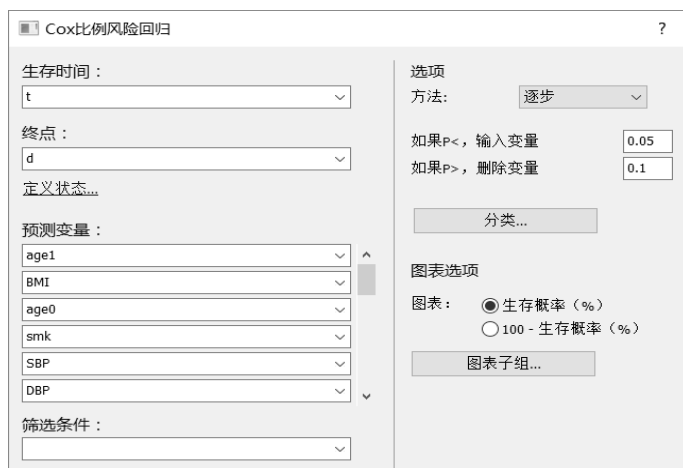 Cox比例风险回归 ?
生存时间：
t
终点：
d
定义状态...
预测变量：
age1
BMI
age0
smk
SBP
DBP
筛选条件：
选项
方法: 逐步
如果P<，输入变量 0.05
如果P>，删除变量 0.1
分类...
图表选项
图表： 生存概率（%）
100 - 生存概率（%）
图表子组...